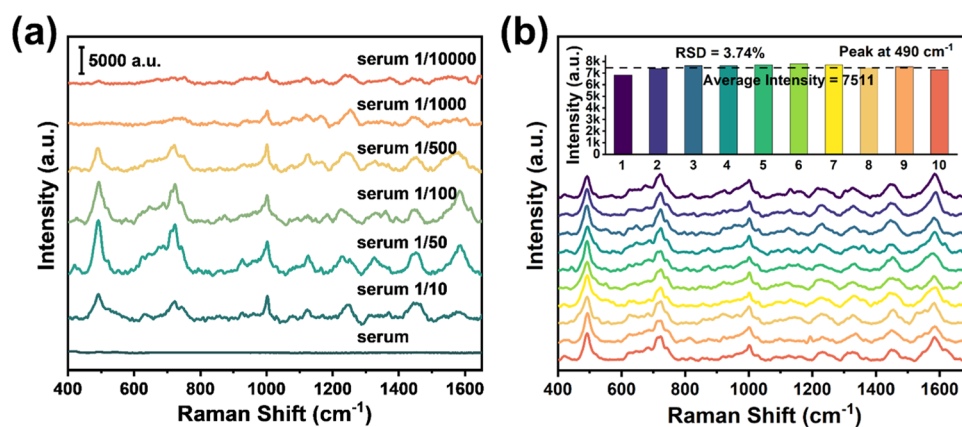 (a)
5000 a.u.
serum 1/10000
serum 1/1000
serum 1/500
serum 1/100
serum 1/50
serum 1/10
serum
Intensity (a.u.)
400 600 800 1000 1200 1400 1600
Raman Shift (cm⁻¹)
(b)
RSD = 3.74% Peak at 490 cm⁻¹
Average Intensity = 7511
Intensity (a.u.)
8k
7k
6k
5k
4k
3k
2k
1k
0
1 2 3 4 5 6 7 8 9 10
Intensity (a.u.)
400 600 800 1000 1200 1400 1600
Raman Shift (cm⁻¹)